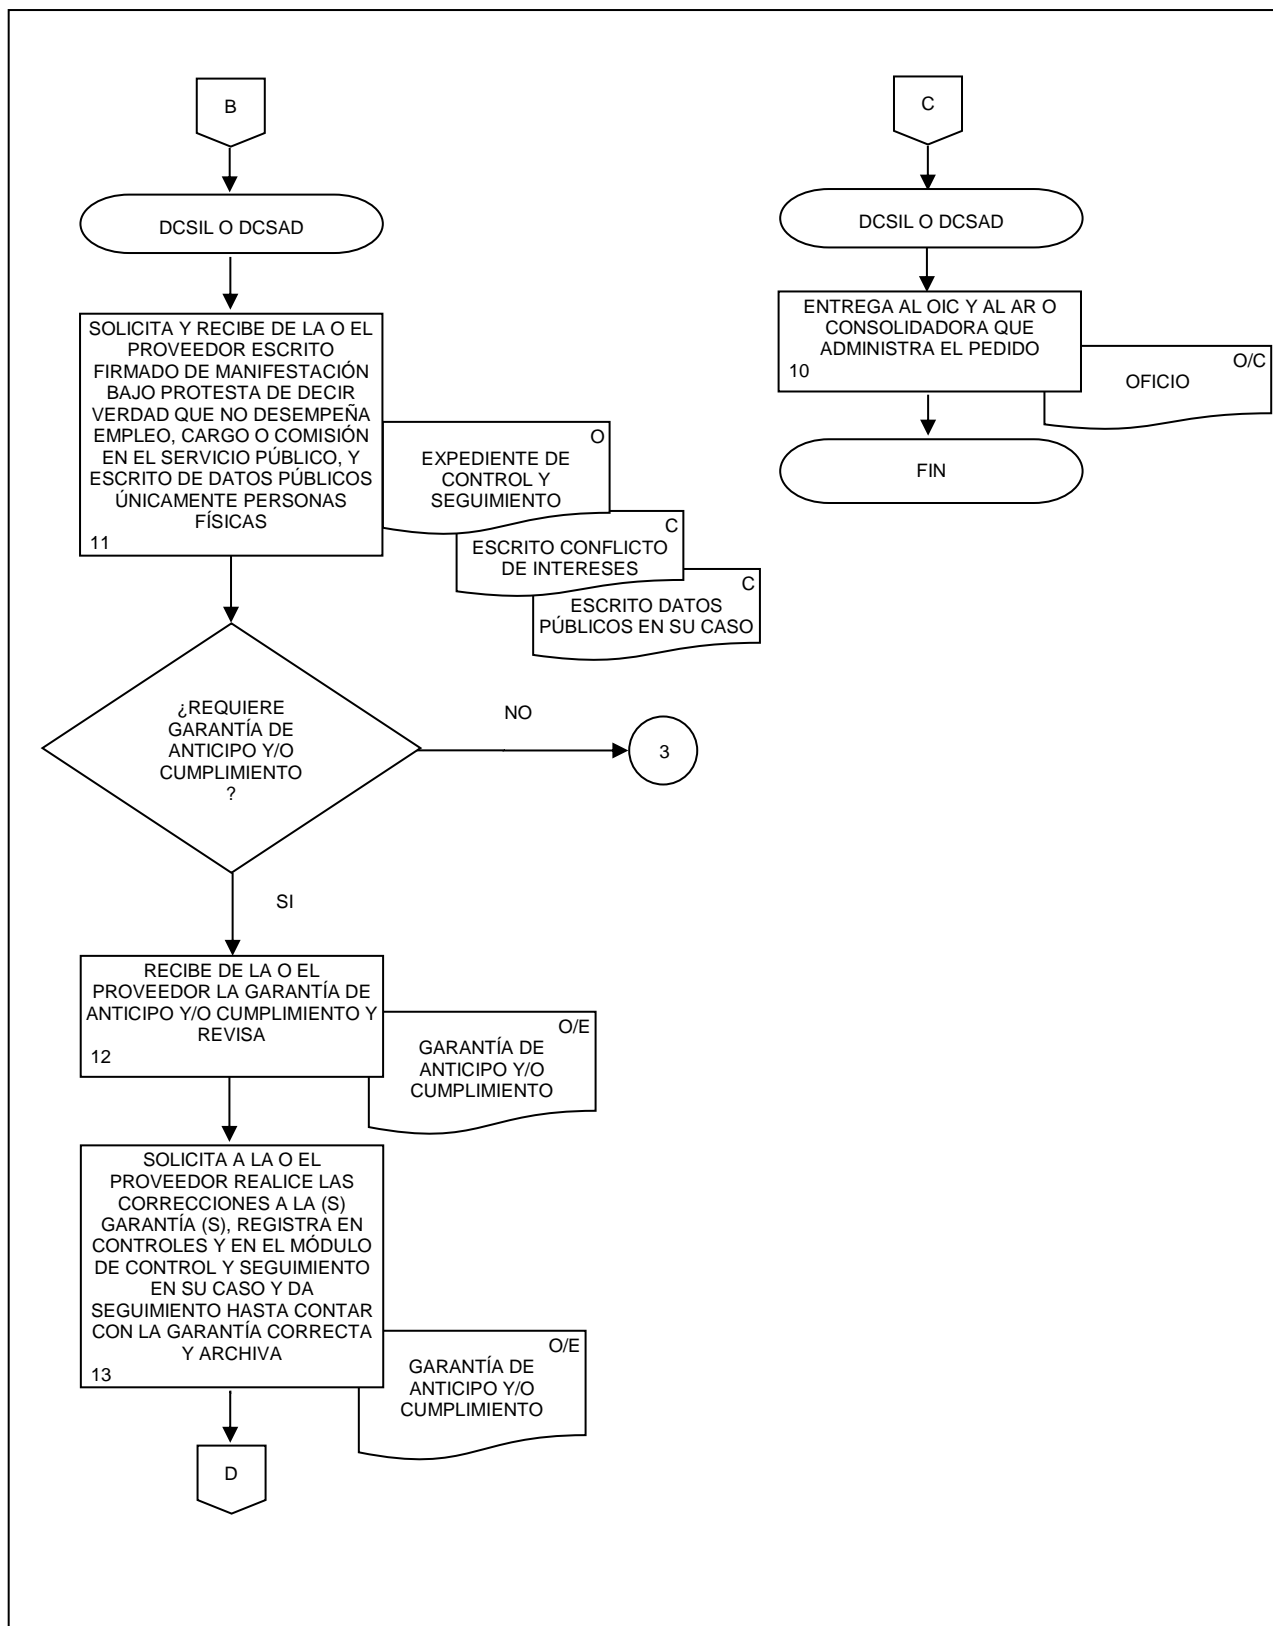 B
DCSIL O DCSAD
SOLICITA Y RECIBE DE LA O EL
PROVEEDOR ESCRITO
FIRMADO DE MANIFESTACIÓN
BAJO PROTESTA DE DECIR
VERDAD QUE NO DESEMPEÑA
EMPLEO, CARGO O COMISIÓN
EN EL SERVICIO PÚBLICO, Y
ESCRITO DE DATOS PÚBLICOS
ÚNICAMENTE PERSONAS
FÍSICAS
11
O
EXPEDIENTE DE
CONTROL Y
SEGUIMIENTO
C
ESCRITO CONFLICTO
DE INTERESES
C
ESCRITO DATOS
PÚBLICOS EN SU CASO
¿REQUIERE
GARANTÍA DE
ANTICIPO Y/O
CUMPLIMIENTO
?
NO
3
SI
RECIBE DE LA O EL
PROVEEDOR LA GARANTÍA DE
ANTICIPO Y/O CUMPLIMIENTO Y
REVISA
12
O/E
GARANTÍA DE
ANTICIPO Y/O
CUMPLIMIENTO
SOLICITA A LA O EL
PROVEEDOR REALICE LAS
CORRECCIONES A LA (S)
GARANTÍA (S), REGISTRA EN
CONTROLES Y EN EL MÓDULO
DE CONTROL Y SEGUIMIENTO
EN SU CASO Y DA
SEGUIMIENTO HASTA CONTAR
CON LA GARANTÍA CORRECTA
Y ARCHIVA
13
O/E
GARANTÍA DE
ANTICIPO Y/O
CUMPLIMIENTO
D
C
DCSIL O DCSAD
ENTREGA AL OIC Y AL AR O
CONSOLIDADORA QUE
ADMINISTRA EL PEDIDO
10
O/C
OFICIO
FIN